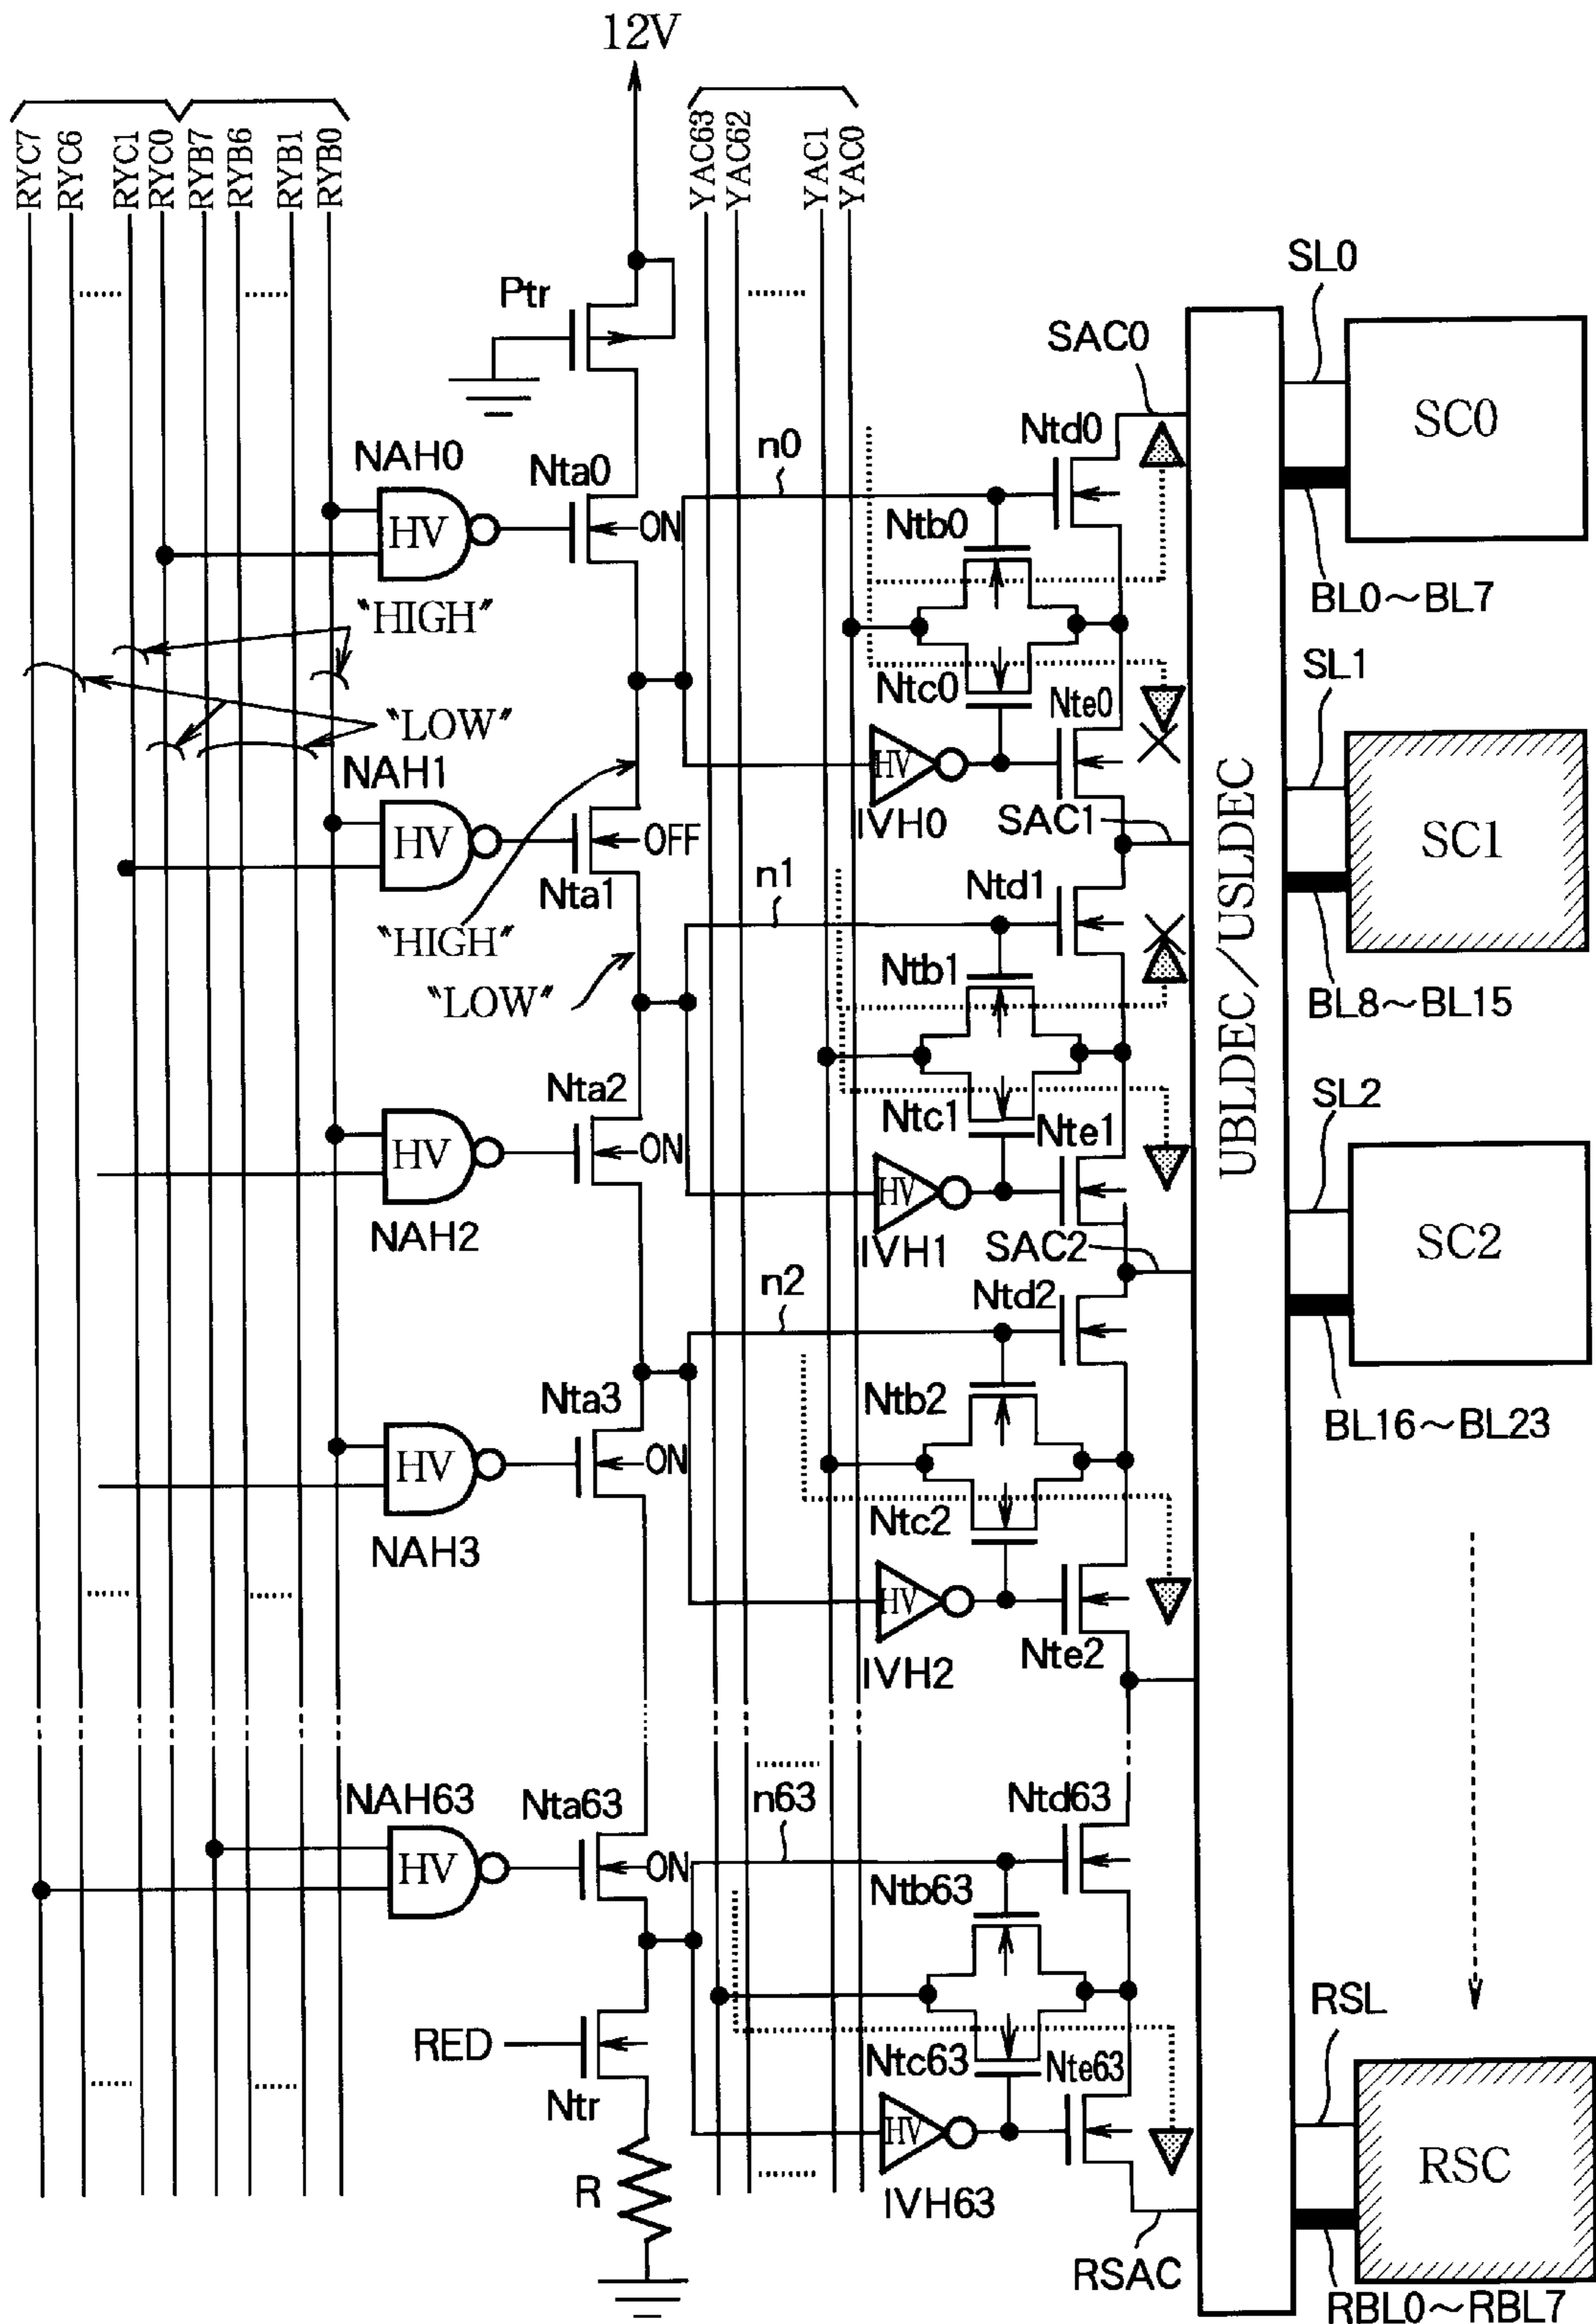 12V
RYC7
RYC6
RYC1
RYC0
RYB7
RYB6
RYB1
RYB0
YAC63
YAC62
YAC1
YAC0
Ptr
SL0
SAC0
SC0
Ntd0
n0
NAH0
Nta0
HV
ON
Ntb0
BL0～BL7
"HIGH"
SL1
Ntc0
Nte0
"LOW"
NAH1
HV
IVH0
SAC1
UBLDEC/USLDEC
SC1
HV
OFF
Nta1
n1
Ntd1
"HIGH"
Ntb1
"LOW"
BL8～BL15
Nta2
SL2
Ntc1
Nte1
HV
ON
HV
NAH2
IVH1
SAC2
SC2
n2
Ntd2
Nta3
Ntb2
BL16～BL23
HV
ON
Ntc2
NAH3
HV
Nte2
IVH2
NAH63
Nta63
n63
Ntd63
HV
ON
Ntb63
RSL
RED
Ntc63
Nte63
Ntr
HV
RSC
R
IVH63
RSAC
RBL0～RBL7